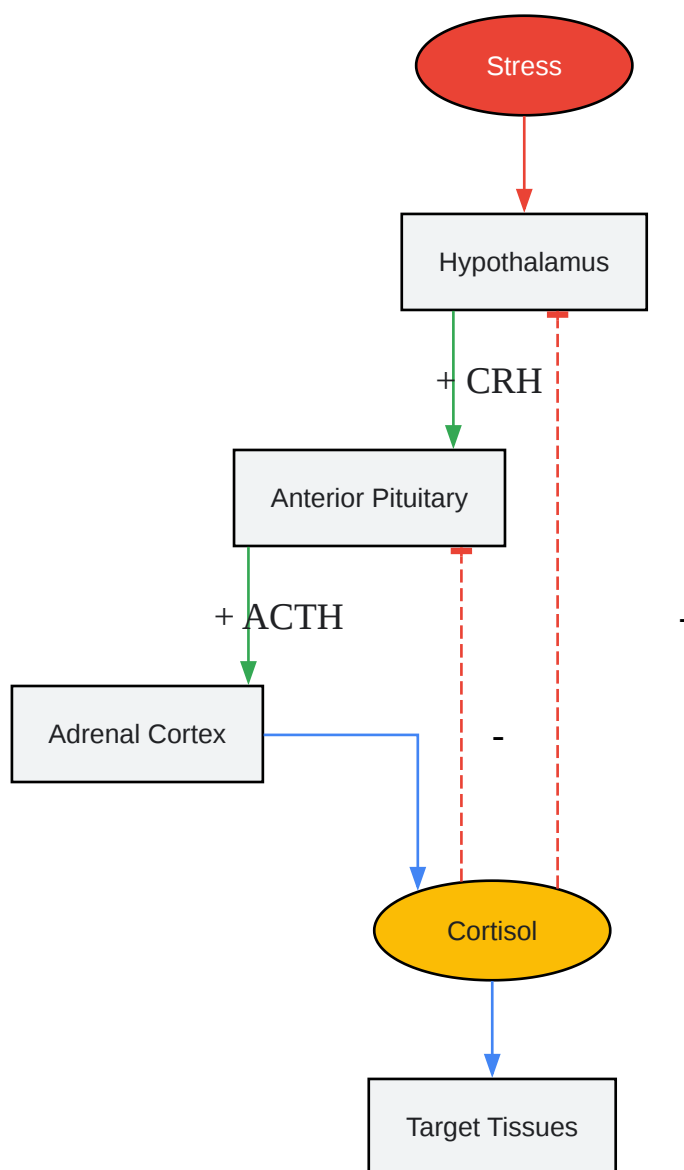 Stress
Hypothalamus
+ CRH
Anterior Pituitary
+ ACTH
-
Adrenal Cortex
-
Cortisol
Target Tissues